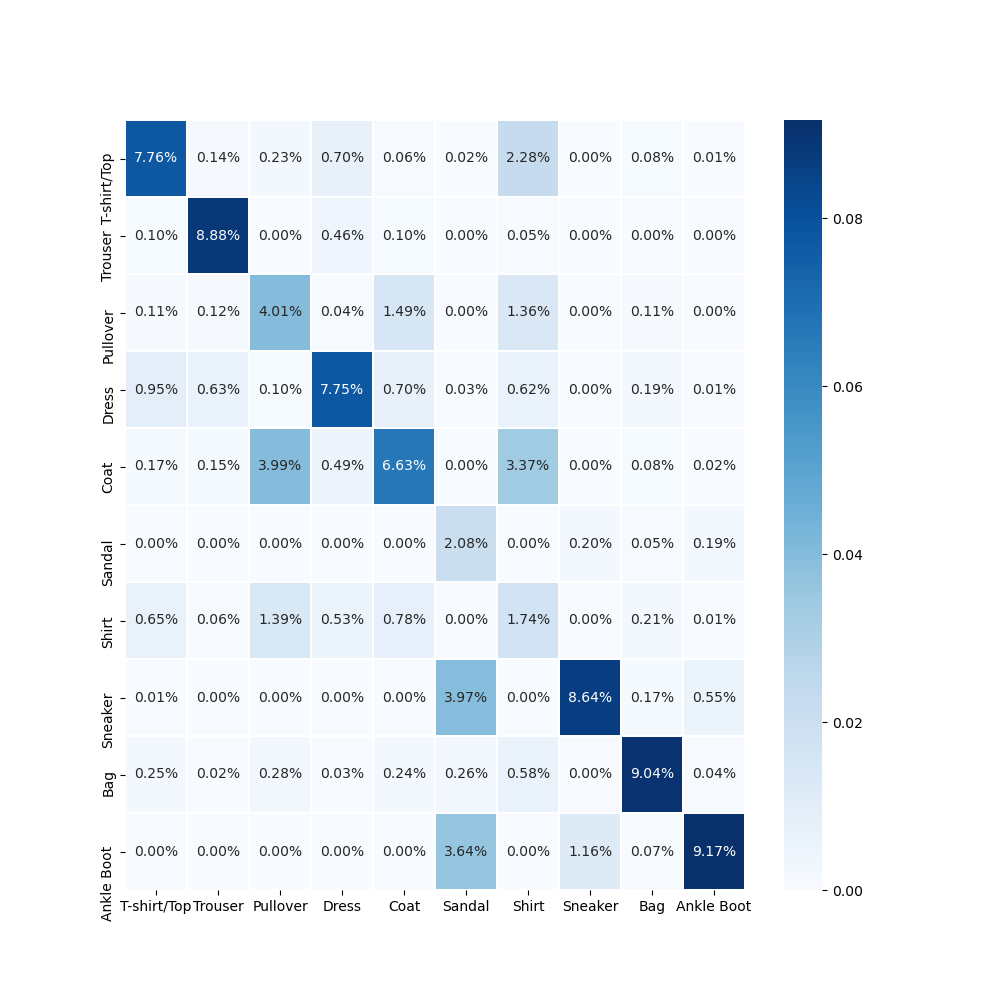 T-shirt/Top 7.76% 0.14% 0.23% 0.70% 0.06% 0.02% 2.28% 0.00% 0.08% 0.01%
Trouser 0.10% 8.88% 0.00% 0.46% 0.10% 0.00% 0.05% 0.00% 0.00% 0.00%
Pullover 0.11% 0.12% 4.01% 0.04% 1.49% 0.00% 1.36% 0.00% 0.11% 0.00%
Dress 0.95% 0.63% 0.10% 7.75% 0.70% 0.03% 0.62% 0.00% 0.19% 0.01%
Coat 0.17% 0.15% 3.99% 0.49% 6.63% 0.00% 3.37% 0.00% 0.08% 0.02%
Sandal 0.00% 0.00% 0.00% 0.00% 0.00% 2.08% 0.00% 0.20% 0.05% 0.19%
Shirt 0.65% 0.06% 1.39% 0.53% 0.78% 0.00% 1.74% 0.00% 0.21% 0.01%
Sneaker 0.01% 0.00% 0.00% 0.00% 0.00% 3.97% 0.00% 8.64% 0.17% 0.55%
Bag 0.25% 0.02% 0.28% 0.03% 0.24% 0.26% 0.58% 0.00% 9.04% 0.04%
Ankle Boot 0.00% 0.00% 0.00% 0.00% 0.00% 3.64% 0.00% 1.16% 0.07% 9.17%
T-shirt/Top Trouser Pullover Dress Coat Sandal Shirt Sneaker Bag Ankle Boot
0.08
0.06
0.04
0.02
0.00